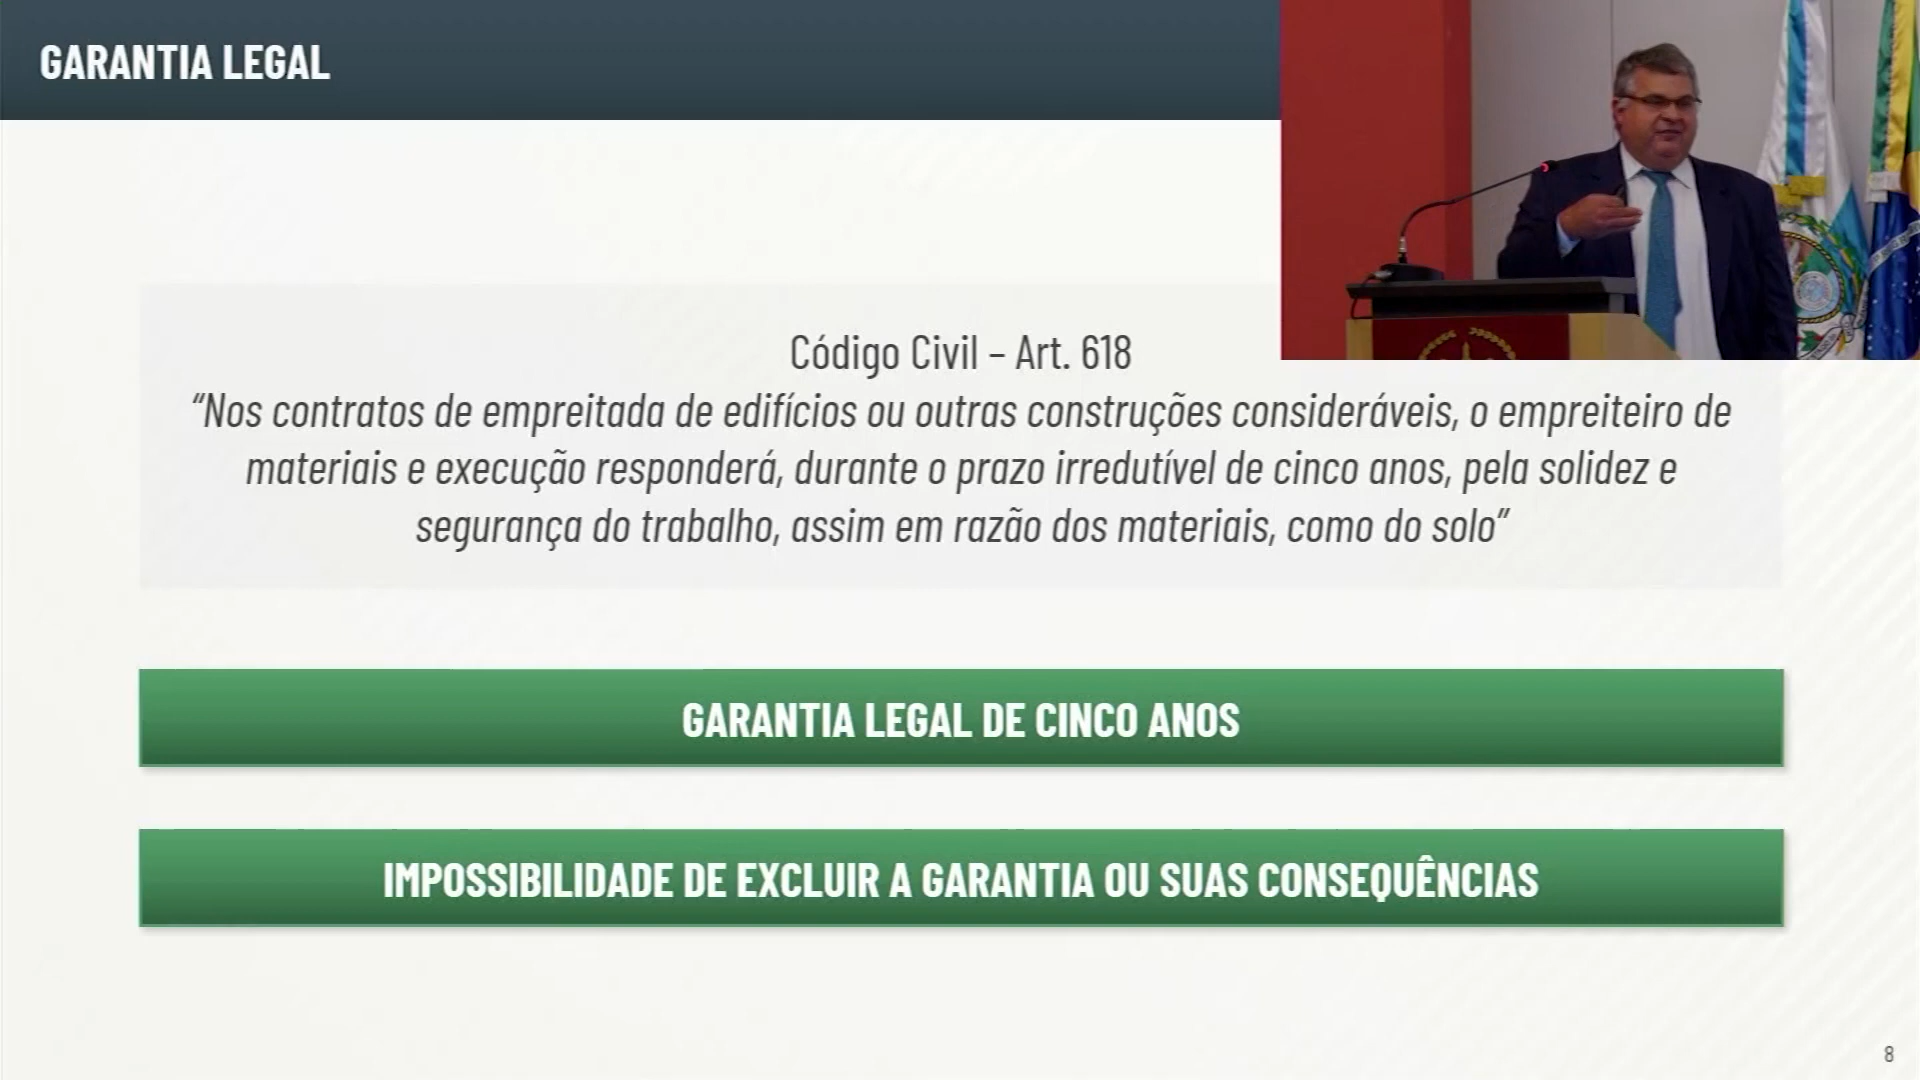 GARANTIA LEGAL
Código Civil – Art. 618
“Nos contratos de empreitada de edifícios ou outras construções consideráveis, o empreiteiro de
materiais e execução responderá, durante o prazo irredutível de cinco anos, pela solidez e
segurança do trabalho, assim em razão dos materiais, como do solo”
GARANTIA LEGAL DE CINCO ANOS
IMPOSSIBILIDADE DE EXCLUIR A GARANTIA OU SUAS CONSEQUÊNCIAS
8